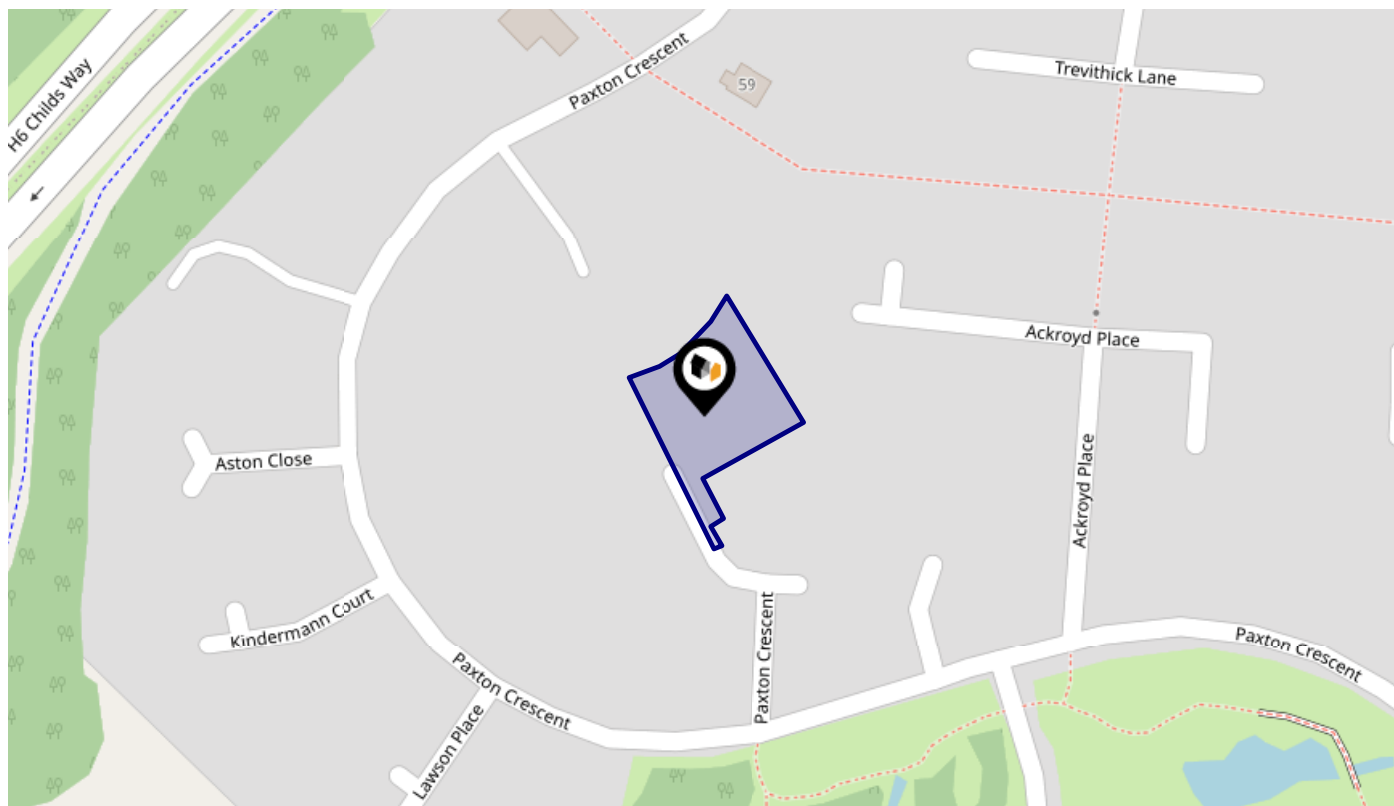 Paxton Crescent
Trevithick Lane
H6 Childs Way
59
Ackroyd Place
Aston Close
Ackroyd Place
Kindermann Court
Paxton Crescent
Paxton Crescent
Paxton Crescent
Lawson Place